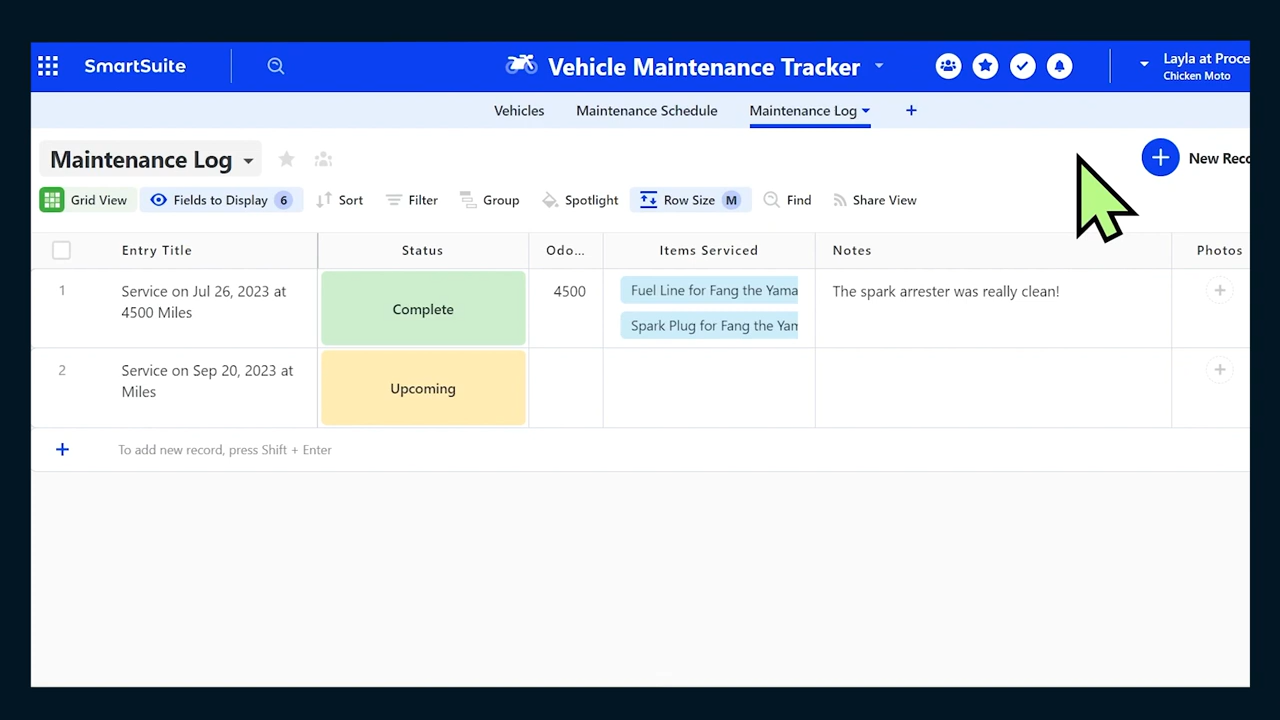 SmartSuite
Vehicle Maintenance Tracker
Layla at Proce
Chicken Moto
Vehicles
Maintenance Schedule
Maintenance Log
Maintenance Log
New Reco
Grid View
Fields to Display 6
Sort
Filter
Group
Spotlight
Row Size M
Find
Share View
Entry Title
Status
Odo...
Items Serviced
Notes
Photos
1
Service on Jul 26, 2023 at
4500 Miles
Complete
4500
Fuel Line for Fang the Yama
Spark Plug for Fang the Yam
The spark arrester was really clean!
2
Service on Sep 20, 2023 at
Miles
Upcoming
To add new record, press Shift + Enter